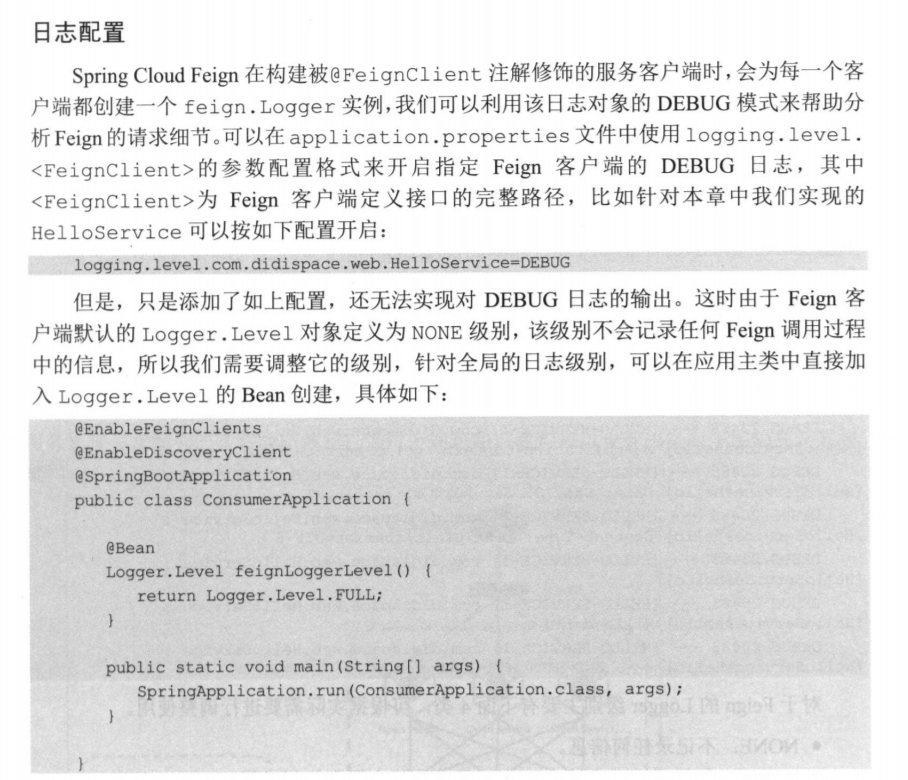 日志配置
Spring Cloud Feign 在构建被@FeignClient 注解修饰的服务客户端时，会为每一个客
户端都创建一个 feign.Logger 实例，我们可以利用该日志对象的 DEBUG 模式来帮助分
析 Feign 的请求细节。可以在 application.properties 文件中使用 logging.level.
<FeignClient>的参数配置格式来开启指定 Feign 客户端的 DEBUG 日志，其中
<FeignClient>为 Feign 客户端定义接口的完整路径，比如针对本章中我们实现的
HelloService 可以按如下配置开启：
logging.level.com.didispace.web.HelloService=DEBUG
但是，只是添加了如上配置，还无法实现对 DEBUG 日志的输出。这时由于 Feign 客
户端默认的 Logger.Level 对象定义为 NONE 级别，该级别不会记录任何 Feign 调用过程
中的信息，所以我们需要调整它的级别，针对全局的日志级别，可以在应用主类中直接加
入 Logger.Level 的 Bean 创建，具体如下：
@EnableFeignClients
@EnableDiscoveryClient
@SpringBootApplication
public class ConsumerApplication {
@Bean
Logger.Level feignLoggerLevel() {
return Logger.Level.FULL;
}
public static void main(String[] args) {
SpringApplication.run(ConsumerApplication.class, args);
}
}